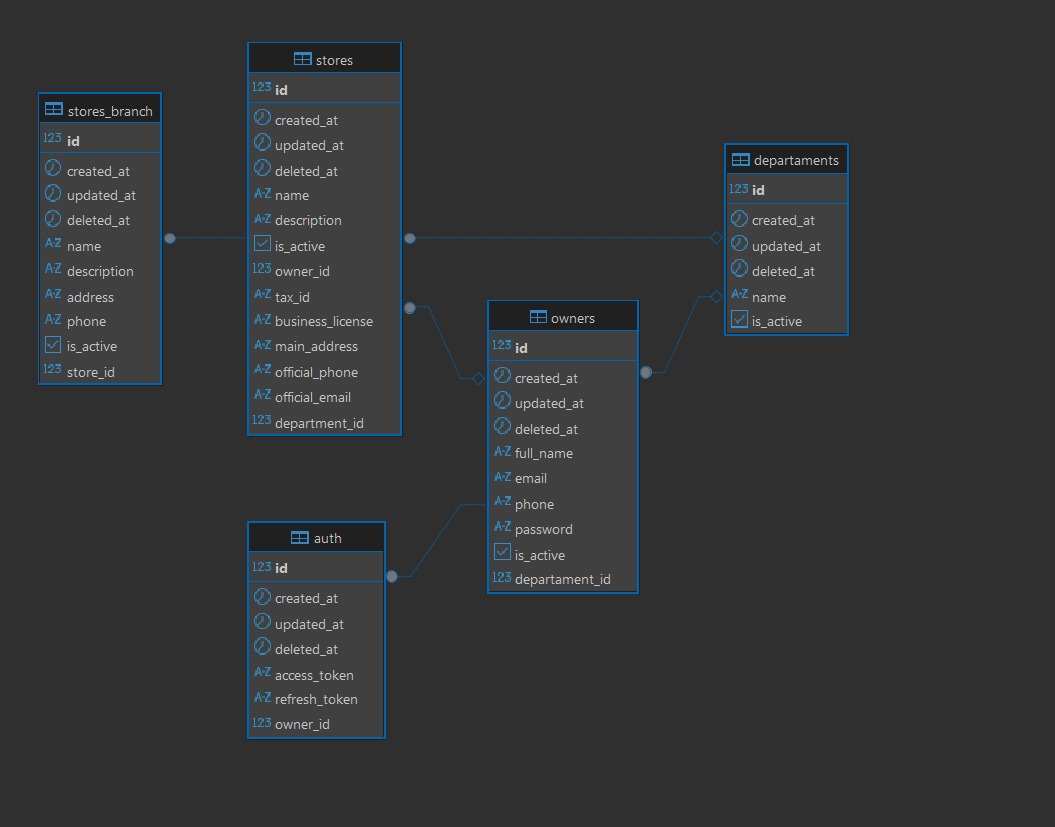 stores
123 id
created_at
updated_at
deleted_at
A-Z name
A-Z description
is_active
123 owner_id
A-Z tax_id
A-Z business_license
A-Z main_address
A-Z official_phone
A-Z official_email
123 department_id
stores_branch
123 id
created_at
updated_at
deleted_at
A-Z name
A-Z description
A-Z address
A-Z phone
is_active
123 store_id
departaments
123 id
created_at
updated_at
deleted_at
A-Z name
is_active
owners
123 id
created_at
updated_at
deleted_at
A-Z full_name
A-Z email
A-Z phone
A-Z password
is_active
123 departament_id
auth
123 id
created_at
updated_at
deleted_at
A-Z access_token
A-Z refresh_token
123 owner_id